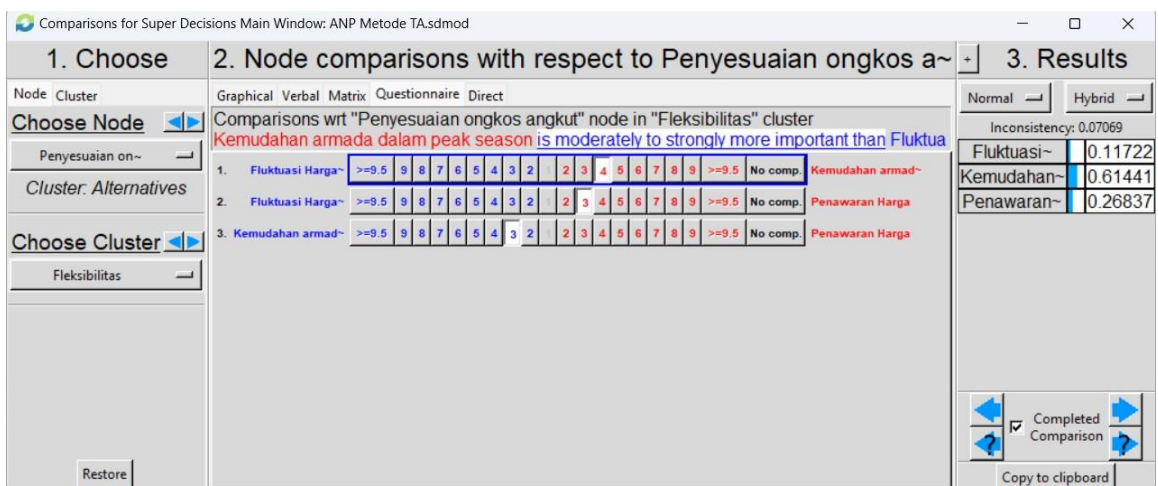 Comparisons for Super Decisions Main Window: ANP Metode TA.sdmod
1. Choose
2. Node comparisons with respect to Penyesuaian ongkos a~
+
3. Results
Node Cluster
Choose Node
Penyesuaian on~
Cluster: Alternatives
Choose Cluster
Fleksibilitas
Restore
Graphical Verbal Matrix Questionnaire Direct
Comparisons wrt "Penyesuaian ongkos angkut" node in "Fleksibilitas" cluster
Kemudahan armada dalam peak season is moderately to strongly more important than Fluktua
1. Fluktuasi Harga~ >=9.5 9 8 7 6 5 4 3 2 1 2 3 4 5 6 7 8 9 >=9.5 No comp. Kemudahan armad~
2. Fluktuasi Harga~ >=9.5 9 8 7 6 5 4 3 2 1 2 3 4 5 6 7 8 9 >=9.5 No comp. Penawaran Harga
3. Kemudahan armad~ >=9.5 9 8 7 6 5 4 3 2 1 2 3 4 5 6 7 8 9 >=9.5 No comp. Penawaran Harga
Normal Hybrid
Inconsistency: 0.07069
Fluktuasi~ 0.11722
Kemudahan~ 0.61441
Penawaran~ 0.26837
Completed
Comparison
? ?
Copy to clipboard